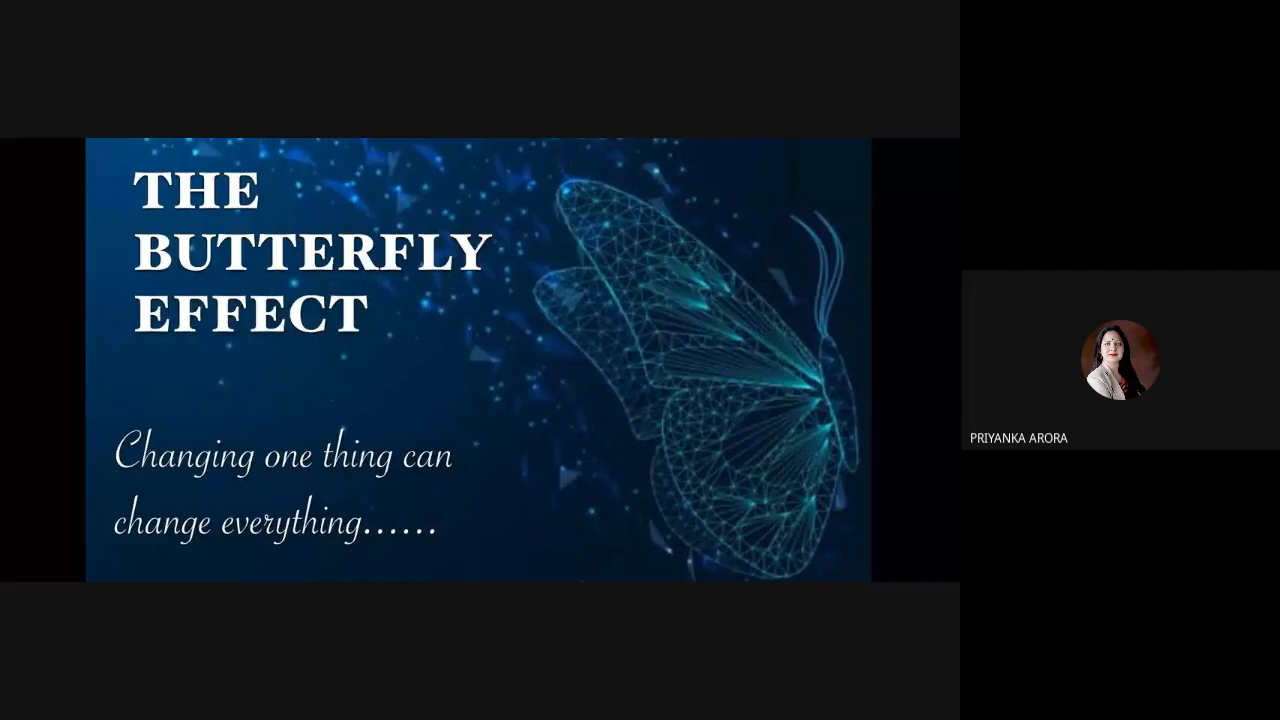 THE
BUTTERFLY
EFFECT
Changing one thing can
change everything......
PRIYANKA ARORA